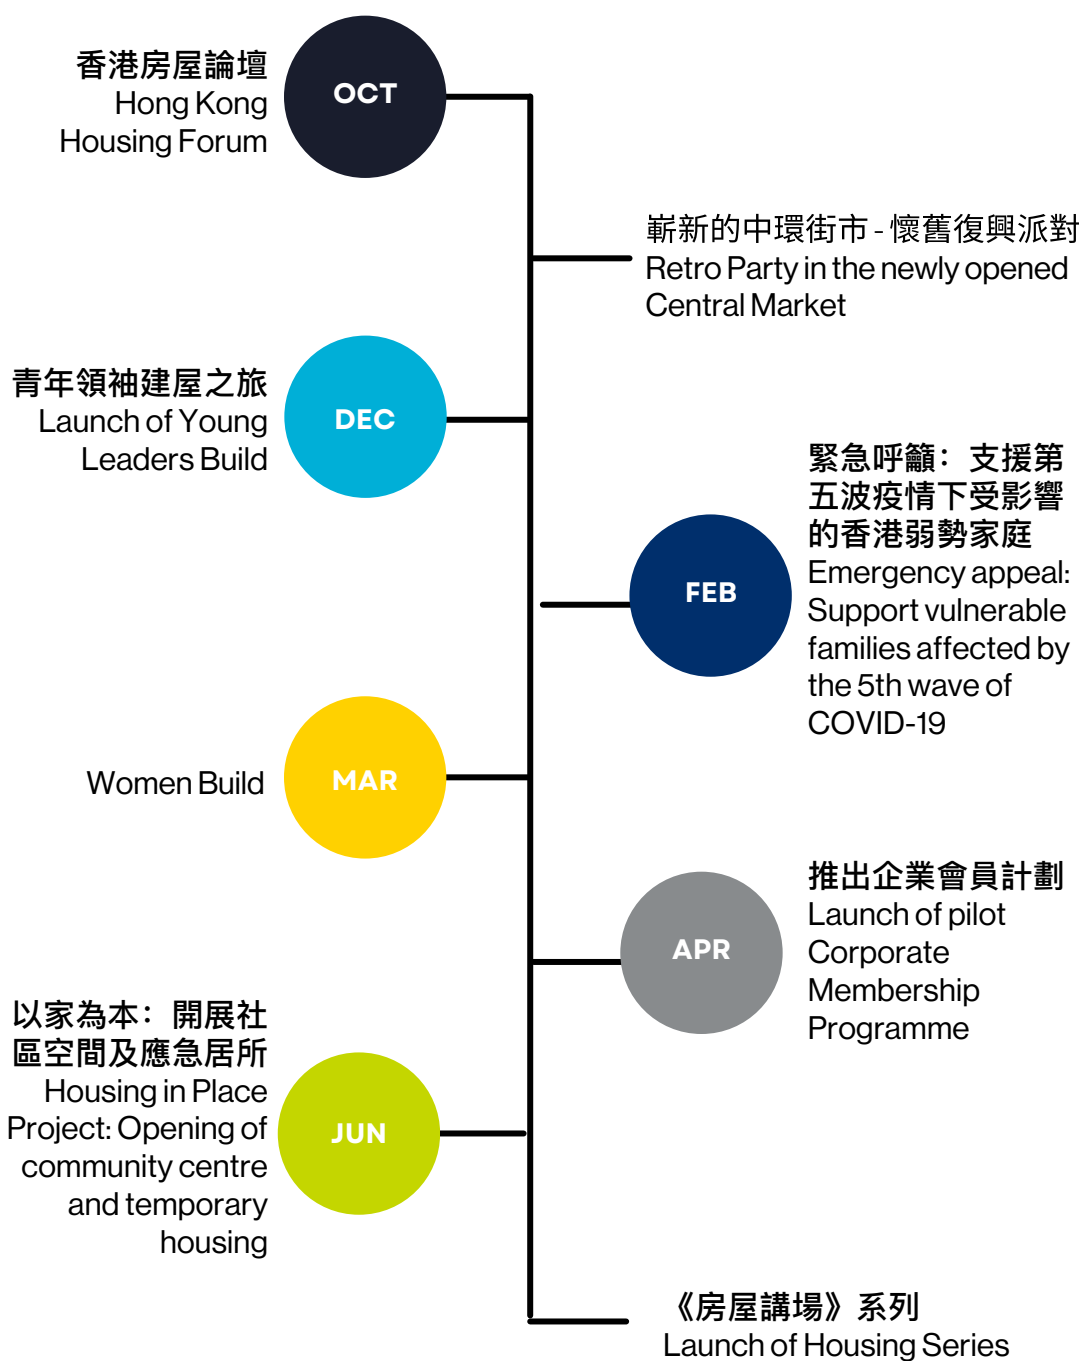 香港房屋論壇
Hong Kong
Housing Forum
OCT
嶄新的中環街市 - 懷舊復興派對
Retro Party in the newly opened
Central Market
青年領袖建屋之旅
Launch of Young
Leaders Build
DEC
緊急呼籲：支援第
五波疫情下受影響
的香港弱勢家庭
Emergency appeal:
Support vulnerable
families affected by
the 5th wave of
COVID-19
FEB
Women Build
MAR
推出企業會員計劃
Launch of pilot
Corporate
Membership
Programme
APR
以家為本：開展社
區空間及應急居所
Housing in Place
Project: Opening of
community centre
and temporary
housing
JUN
《房屋講場》系列
Launch of Housing Series